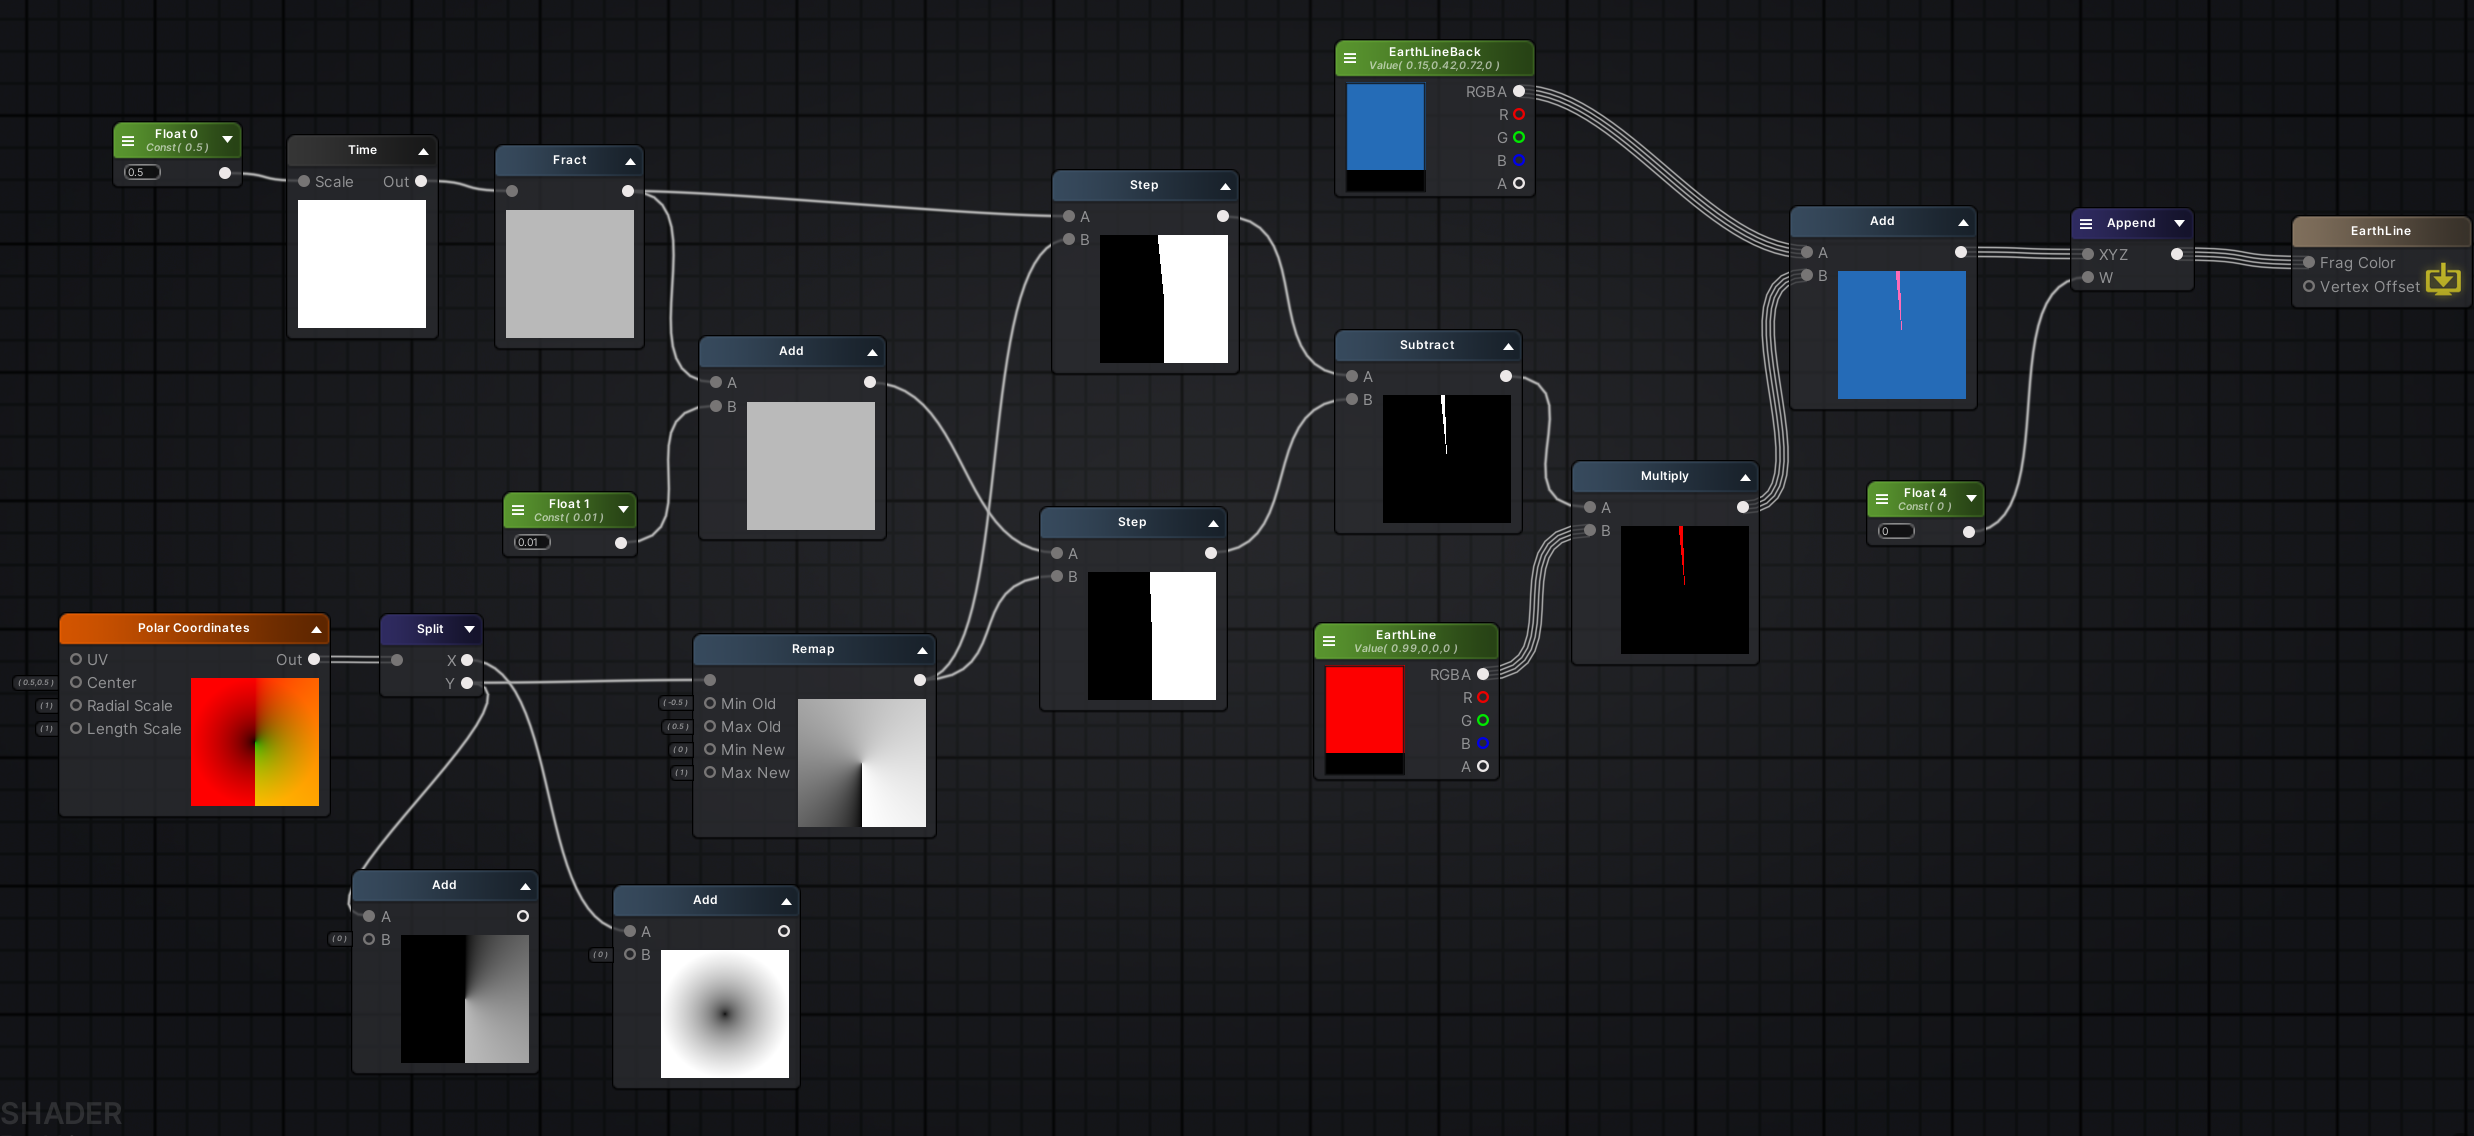 EarthLineBack
Value( 0.15,0.42,0.72,0 )
RGBA
R
G
B
A
Float 0
Const( 0.5 )
0.5
Time
Scale Out
Fract
Step
A
B
Add
A
B
Append
XYZ
W
EarthLine
Frag Color
Vertex Offset
Add
A
B
Subtract
A
B
Float 1
Const( 0.01 )
0.01
Step
A
B
Multiply
A
B
Float 4
Const( 0 )
0
Polar Coordinates
UV Out
(0.5,0.5) Center
(1) Radial Scale
(1) Length Scale
Split
X
Y
Remap
(-0.5) Min Old
(0.5) Max Old
(0) Min New
(1) Max New
EarthLine
Value( 0.99,0,0,0 )
RGBA
R
G
B
A
Add
A
(0) B
Add
A
(0) B
SHADER